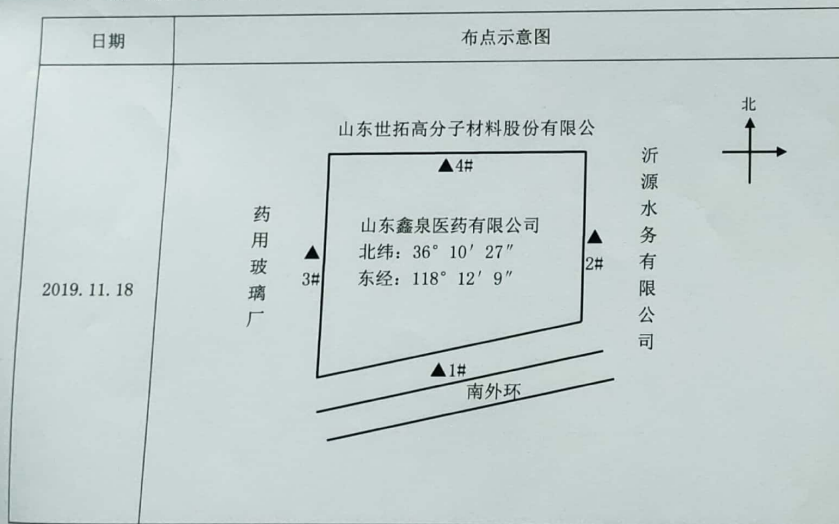 日期
布点示意图
2019.11.18
北
山东世拓高分子材料股份有限公
▲4#
沂源水务有限公司
药用玻璃厂
山东鑫泉医药有限公司
北纬：36° 10′ 27″
东经：118° 12′ 9″
▲
3#
▲
2#
▲1#
南外环